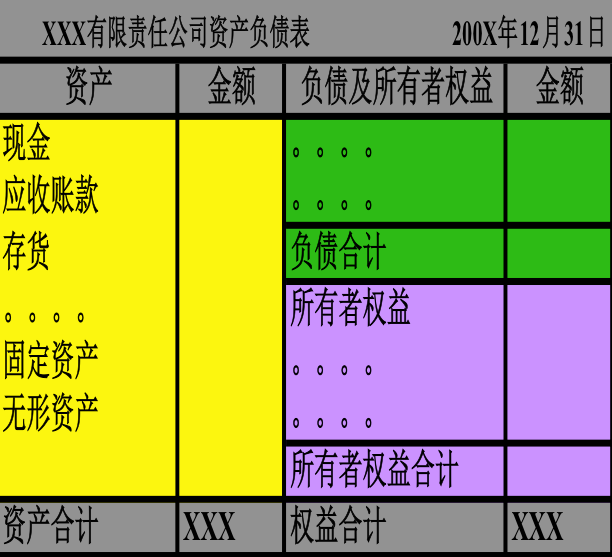 XXX有限责任公司资产负债表 200X年12月31日
资产 金额 负债及所有者权益 金额
现金 。。。。
应收账款 。。。。
存货 负债合计
。。。。 所有者权益
固定资产 。。。。
无形资产 。。。。
所有者权益合计
资产合计 XXX 权益合计 XXX